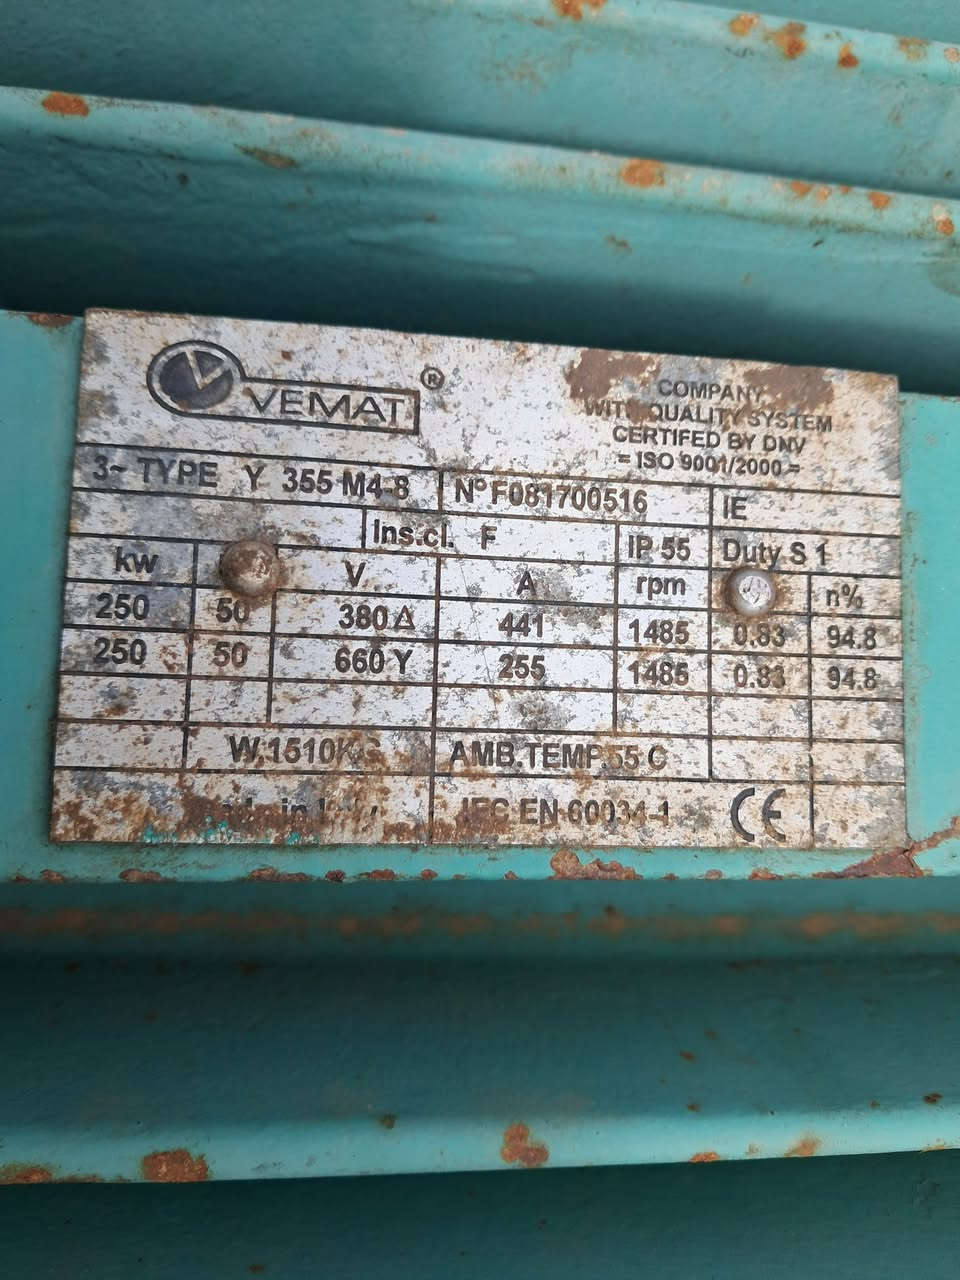 VEMAT ®
COMPANY
WITH QUALITY SYSTEM
CERTIFED BY DNV
= ISO 9001/2000 =
3~ TYPE Y 355 M4-8 N° F081700516 IE
Ins.cl. F IP 55 Duty S 1
kw V A rpm n%
250 50 380 Δ 441 1485 0.83 94.8
250 50 660 Y 255 1485 0.83 94.8
W.1510KG AMB.TEMP.55 C
in IEC EN 60034-1 CE